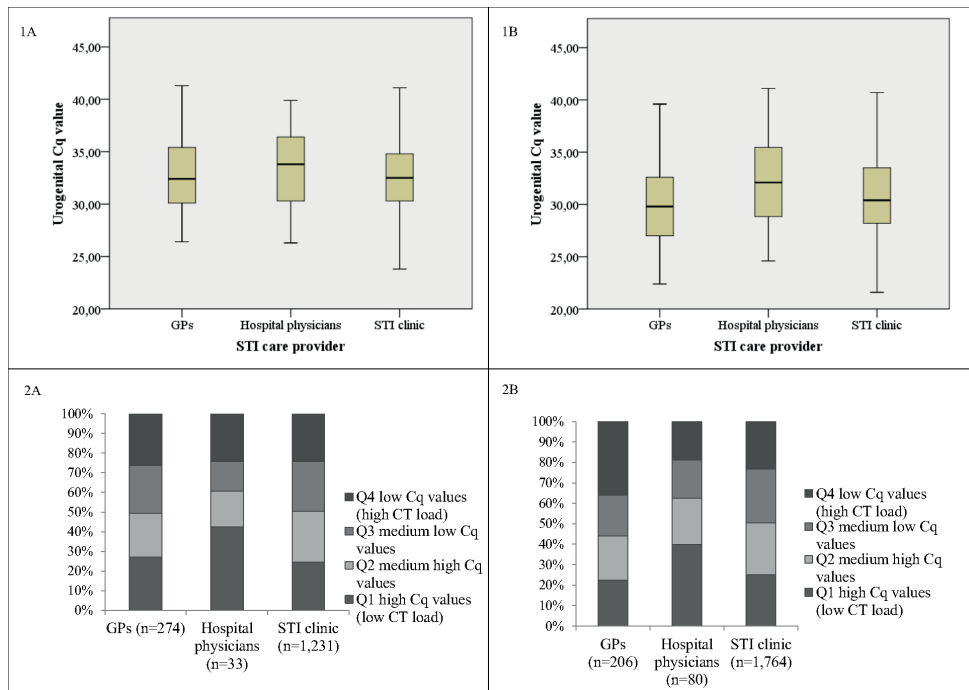 1A
45,00
40,00
35,00
30,00
25,00
20,00
Urogenital Cq value
GPs
Hospital physicians
STI clinic
STI care provider
1B
45,00
40,00
35,00
30,00
25,00
20,00
Urogenital Cq value
GPs
Hospital physicians
STI clinic
STI care provider
2A
100%
90%
80%
70%
60%
50%
40%
30%
20%
10%
0%
GPs (n=274)
Hospital
physicians
(n=33)
STI clinic
(n=1,231)
Q4 low Cq values
(high CT load)
Q3 medium low Cq
values
Q2 medium high Cq
values
Q1 high Cq values
(low CT load)
2B
100%
90%
80%
70%
60%
50%
40%
30%
20%
10%
0%
GPs
(n=206)
Hospital
physicians
(n=80)
STI clinic
(n=1,764)
Q4 low Cq values
(high CT load)
Q3 medium low Cq
values
Q2 medium high Cq
values
Q1 high Cq values
(low CT load)